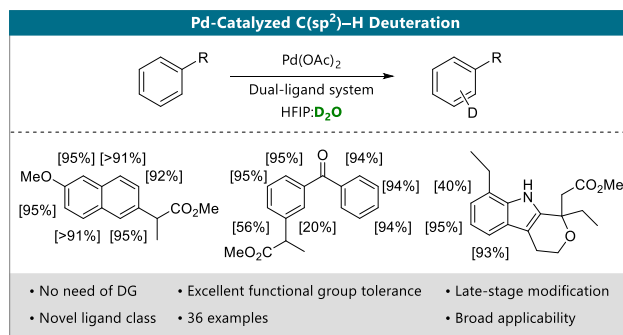 Pd-Catalyzed C(sp²)–H Deuteration
R
Pd(OAc)₂
Dual-ligand system
HFIP:D₂O
R
D
[95%] [>91%]
[92%]
MeO
CO₂Me
[95%]
[>91%] [95%]
O
[95%] [94%]
[95%] [94%]
[56%] [20%] [94%]
MeO₂C
[40%] H N CO₂Me
[95%] O
[93%]
• No need of DG • Excellent functional group tolerance • Late-stage modification
• Novel ligand class • 36 examples • Broad applicability